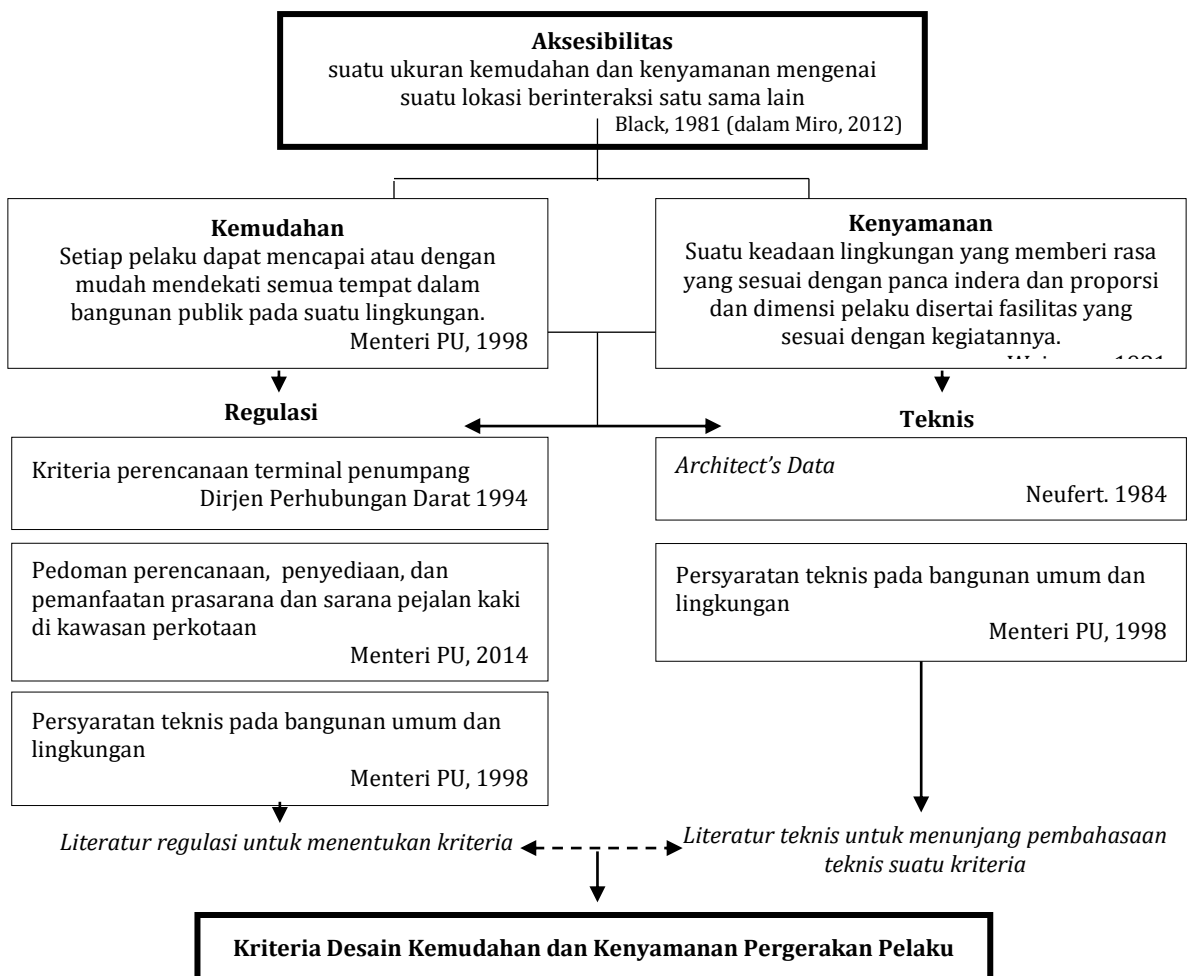 Aksesibilitas
suatu ukuran kemudahan dan kenyamanan mengenai
suatu lokasi berinteraksi satu sama lain
Black, 1981 (dalam Miro, 2012)
Kemudahan
Setiap pelaku dapat mencapai atau dengan
mudah mendekati semua tempat dalam
bangunan publik pada suatu lingkungan.
Menteri PU, 1998
Kenyamanan
Suatu keadaan lingkungan yang memberi rasa
yang sesuai dengan panca indera dan proporsi
dan dimensi pelaku disertai fasilitas yang
sesuai dengan kegiatannya.
Regulasi
Kriteria perencanaan terminal penumpang
Dirjen Perhubungan Darat 1994
Pedoman perencanaan, penyediaan, dan
pemanfaatan prasarana dan sarana pejalan kaki
di kawasan perkotaan
Menteri PU, 2014
Persyaratan teknis pada bangunan umum dan
lingkungan
Menteri PU, 1998
Literatur regulasi untuk menentukan kriteria
Teknis
Architect's Data
Neufert. 1984
Persyaratan teknis pada bangunan umum dan
lingkungan
Menteri PU, 1998
Literatur teknis untuk menunjang pembahasaan
teknis suatu kriteria
Kriteria Desain Kemudahan dan Kenyamanan Pergerakan Pelaku